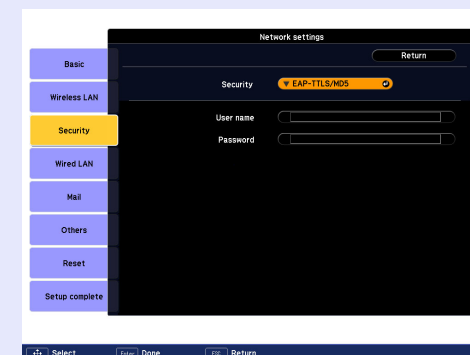 Network settings
Return
Basic
Security ▼ EAP-TTLS/MD5
Wireless LAN
User name
Security
Password
Wired LAN
Mail
Others
Reset
Setup complete
Select Enter Done ESC Return